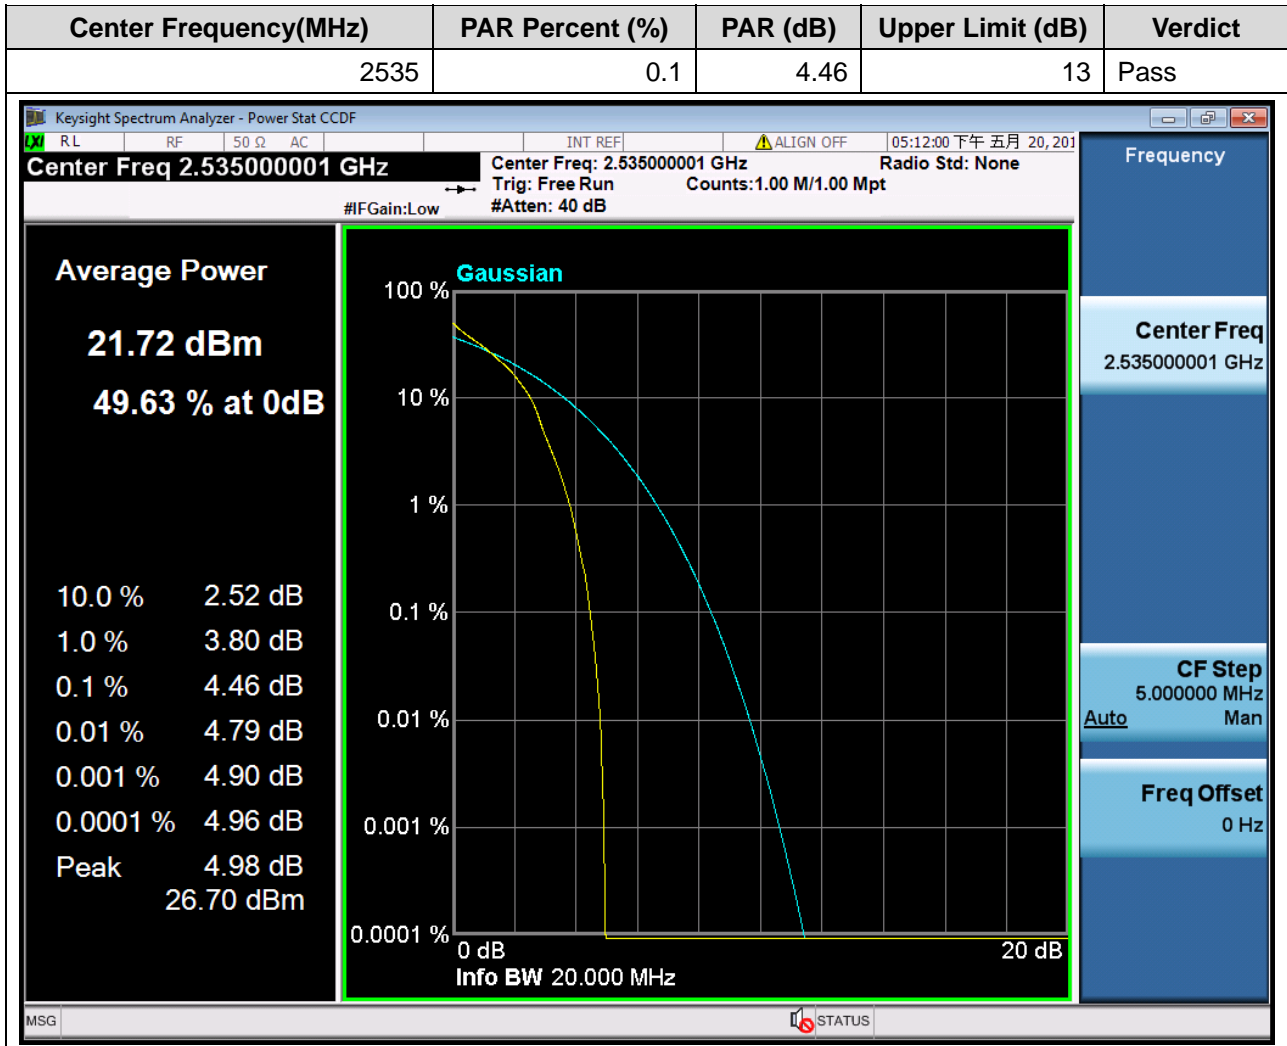 Center Frequency(MHz) PAR Percent (%) PAR (dB) Upper Limit (dB) Verdict
2535 0.1 4.46 13 Pass
Keysight Spectrum Analyzer - Power Stat CCDF
LXI RL RF 50 Ω AC INT REF ALIGN OFF 05:12:00 下午 五月 20, 201
Center Freq 2.535000001 GHz
Center Freq: 2.535000001 GHz Radio Std: None
Trig: Free Run Counts:1.00 M/1.00 Mpt
#IFGain:Low #Atten: 40 dB
Average Power
21.72 dBm
49.63 % at 0dB
10.0 % 2.52 dB
1.0 % 3.80 dB
0.1 % 4.46 dB
0.01 % 4.79 dB
0.001 % 4.90 dB
0.0001 % 4.96 dB
Peak 4.98 dB
26.70 dBm
Gaussian
100 %
10 %
1 %
0.1 %
0.01 %
0.001 %
0.0001 %
0 dB 20 dB
Info BW 20.000 MHz
Frequency
Center Freq
2.535000001 GHz
CF Step
5.000000 MHz
Auto Man
Freq Offset
0 Hz
MSG STATUS